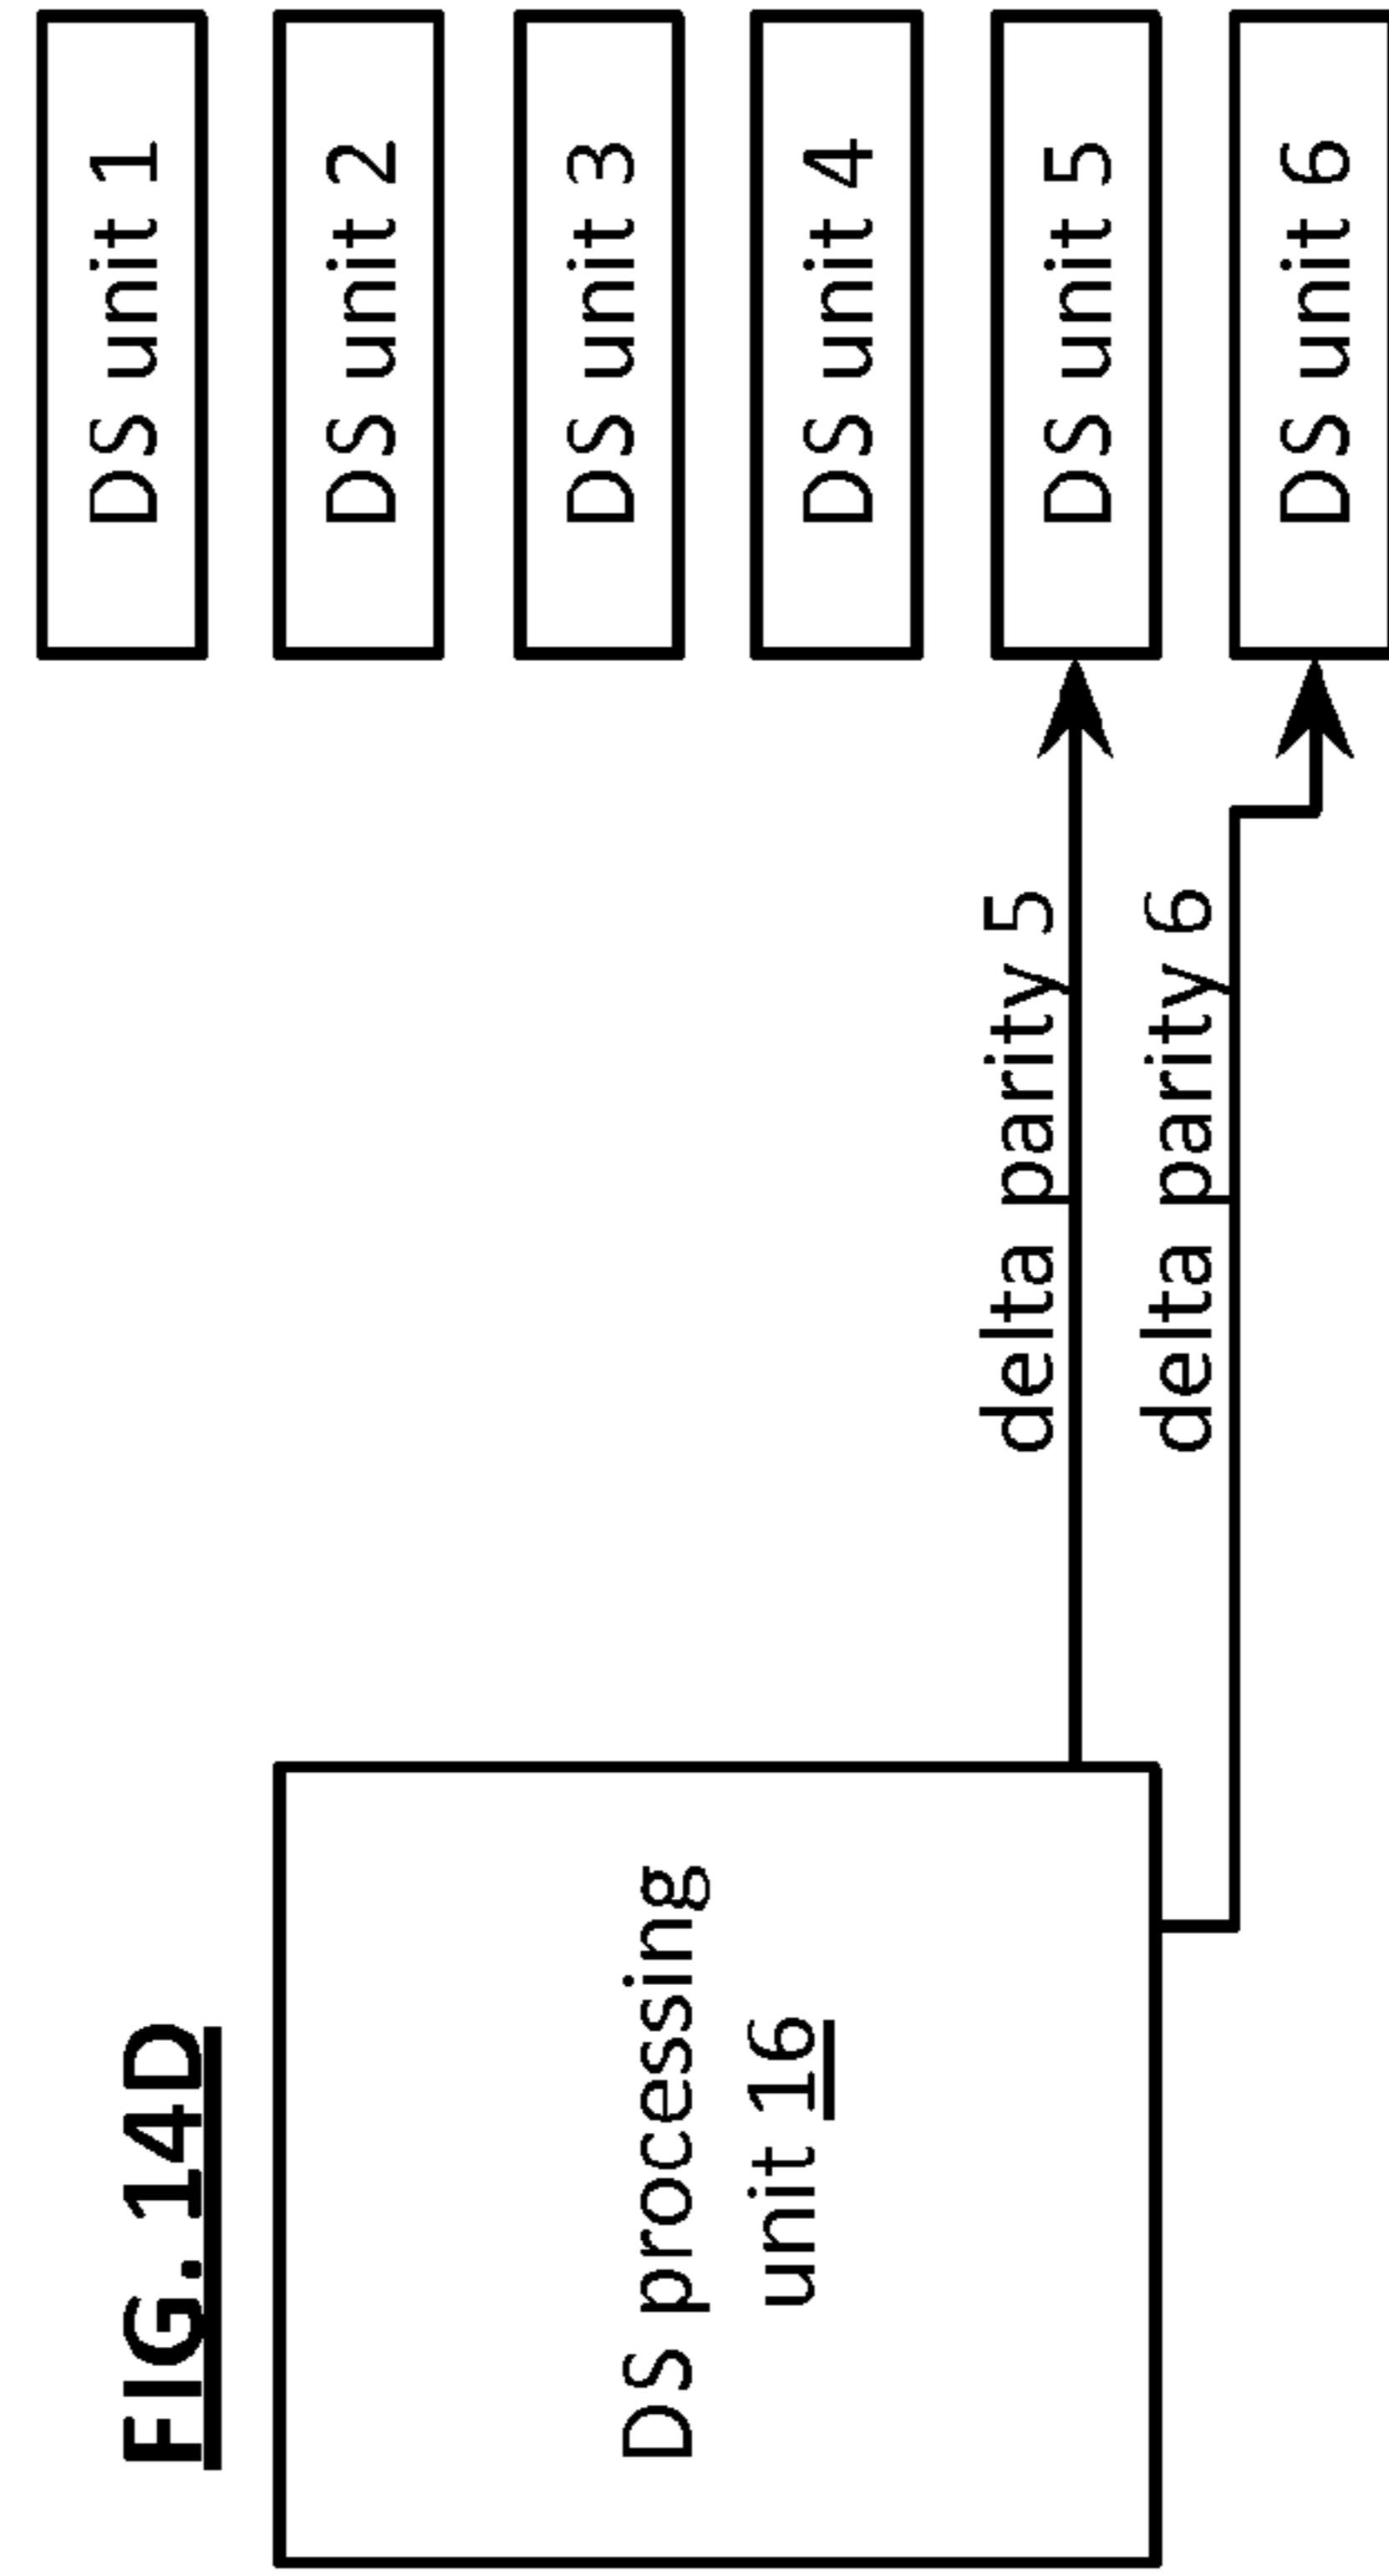 FIG. 14D
DS processing
unit 16
delta parity 5
delta parity 6
DS unit 1
DS unit 2
DS unit 3
DS unit 4
DS unit 5
DS unit 6